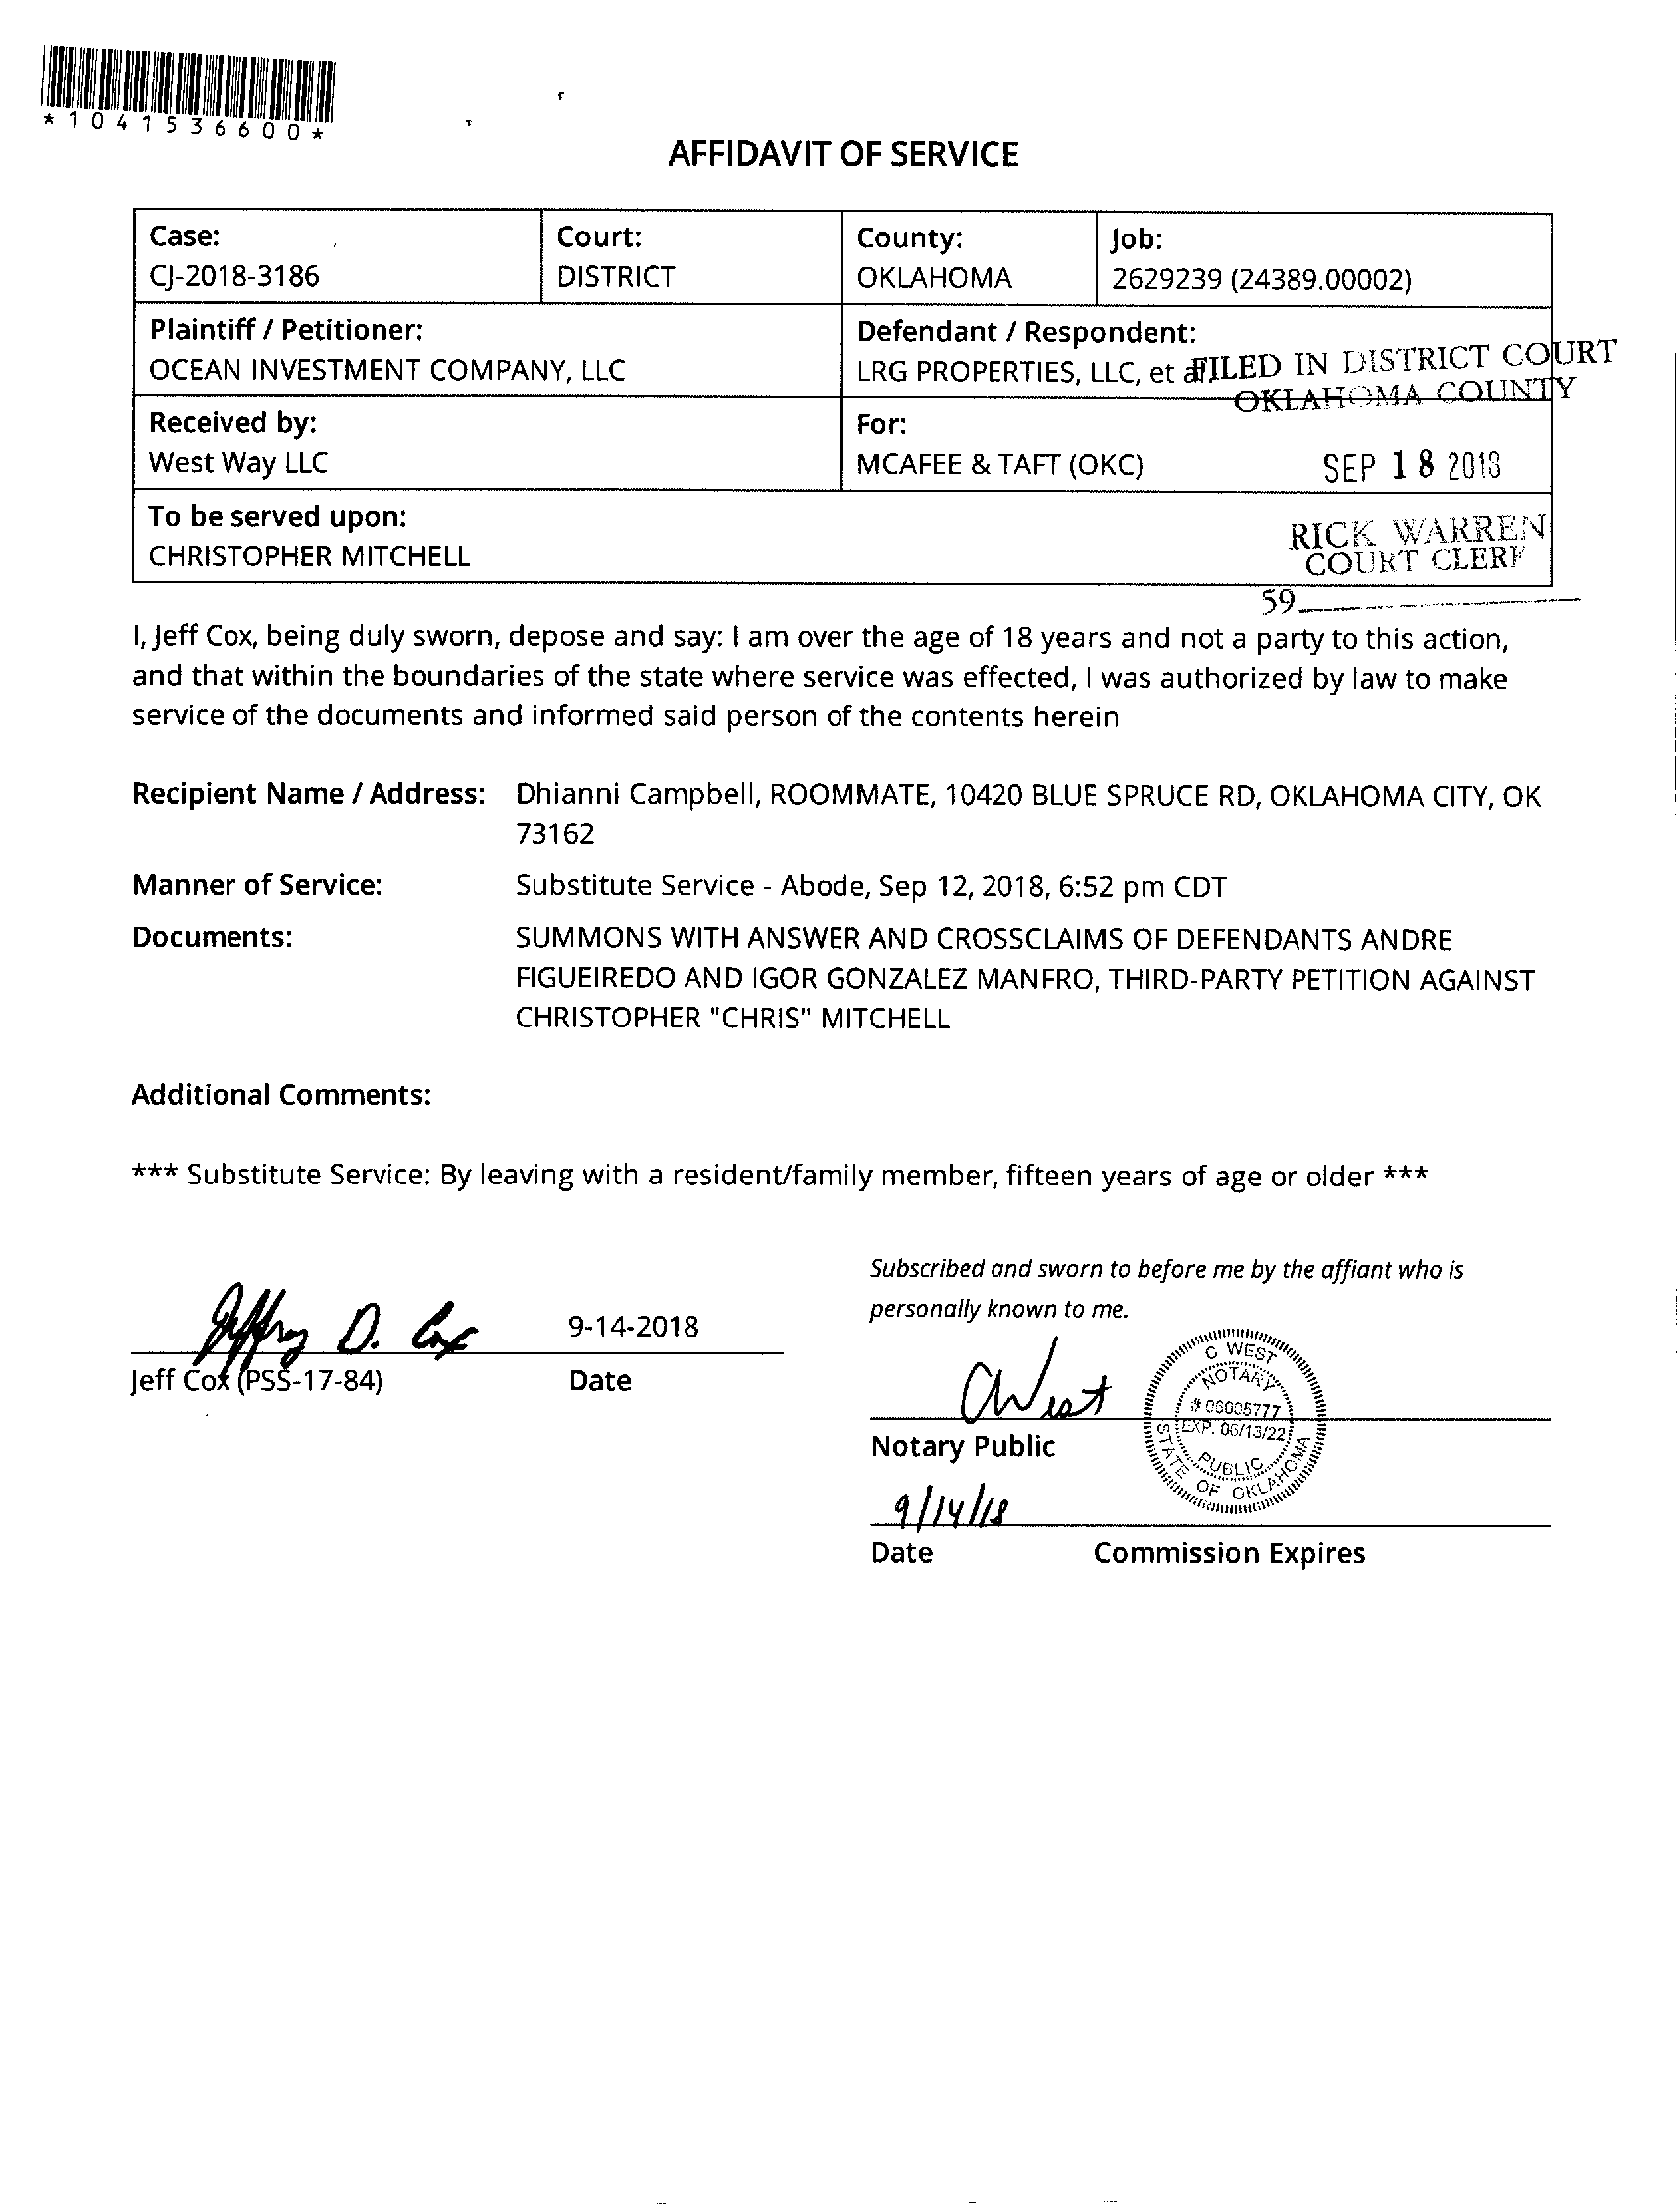 *1041536600*
AFFIDAVIT OF SERVICE
Case:
CJ-2018-3186
Court:
DISTRICT
County:
OKLAHOMA
Job:
2629239 (24389.00002)
Plaintiff / Petitioner:
OCEAN INVESTMENT COMPANY, LLC
Defendant / Respondent:
LRG PROPERTIES, LLC, et al.
FILED IN DISTRICT COURT
OKLAHOMA COUNTY
Received by:
West Way LLC
For:
MCAFEE & TAFT (OKC)
SEP 18 2018
To be served upon:
CHRISTOPHER MITCHELL
RICK WARREN
COURT CLERK
59
I, Jeff Cox, being duly sworn, depose and say: I am over the age of 18 years and not a party to this action,
and that within the boundaries of the state where service was effected, I was authorized by law to make
service of the documents and informed said person of the contents herein
Recipient Name / Address: Dhianni Campbell, ROOMMATE, 10420 BLUE SPRUCE RD, OKLAHOMA CITY, OK
73162
Manner of Service: Substitute Service - Abode, Sep 12, 2018, 6:52 pm CDT
Documents: SUMMONS WITH ANSWER AND CROSSCLAIMS OF DEFENDANTS ANDRE
FIGUEIREDO AND IGOR GONZALEZ MANFRO, THIRD-PARTY PETITION AGAINST
CHRISTOPHER "CHRIS" MITCHELL
Additional Comments:
*** Substitute Service: By leaving with a resident/family member, fifteen years of age or older ***
Jeffrey D. Cox 9-14-2018
Jeff Cox (PSS-17-84) Date
Subscribed and sworn to before me by the affiant who is
personally known to me.
CWest
Notary Public
C WEST
NOTARY
# 06005777
EXP. 06/13/22
PUBLIC
STATE OF OKLAHOMA
9/14/18
Date Commission Expires